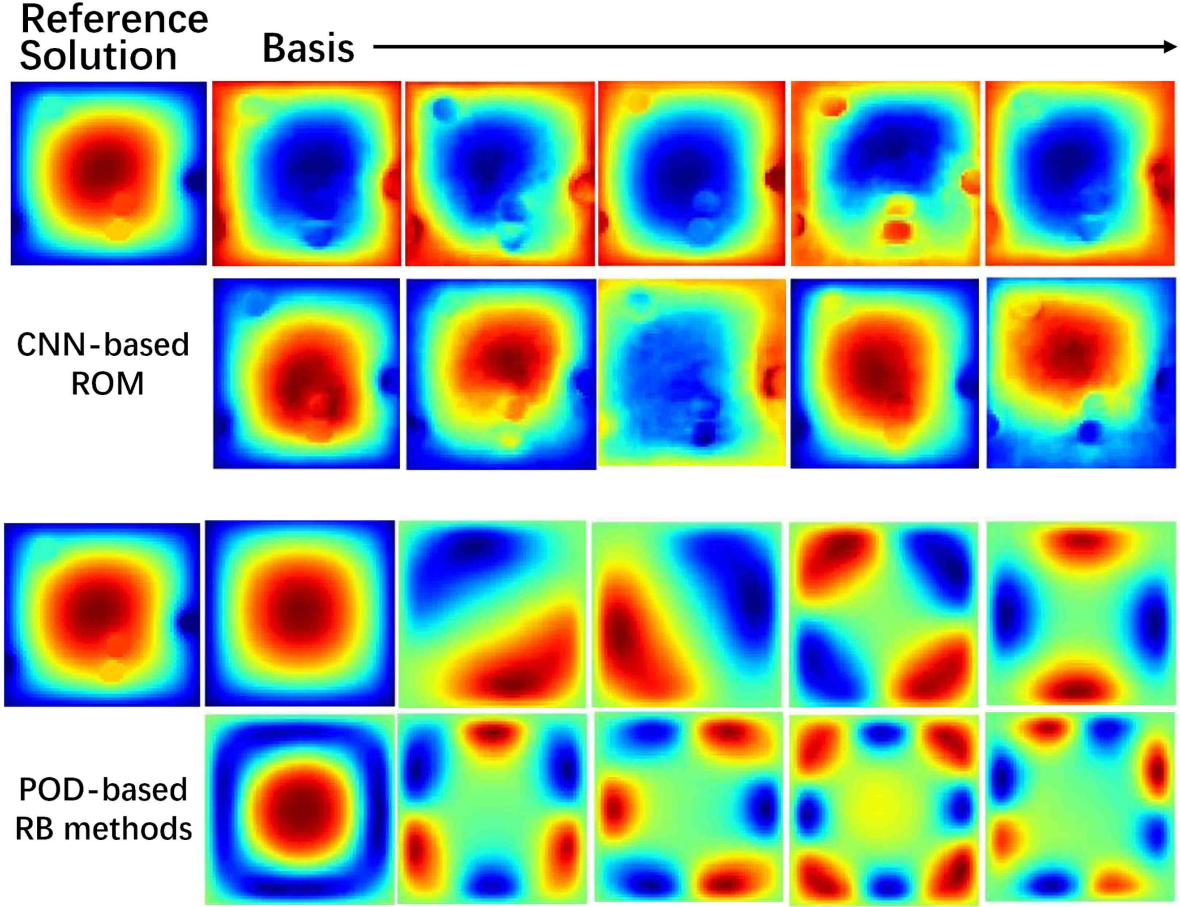 Reference
Solution
Basis
CNN-based
ROM
POD-based
RB methods